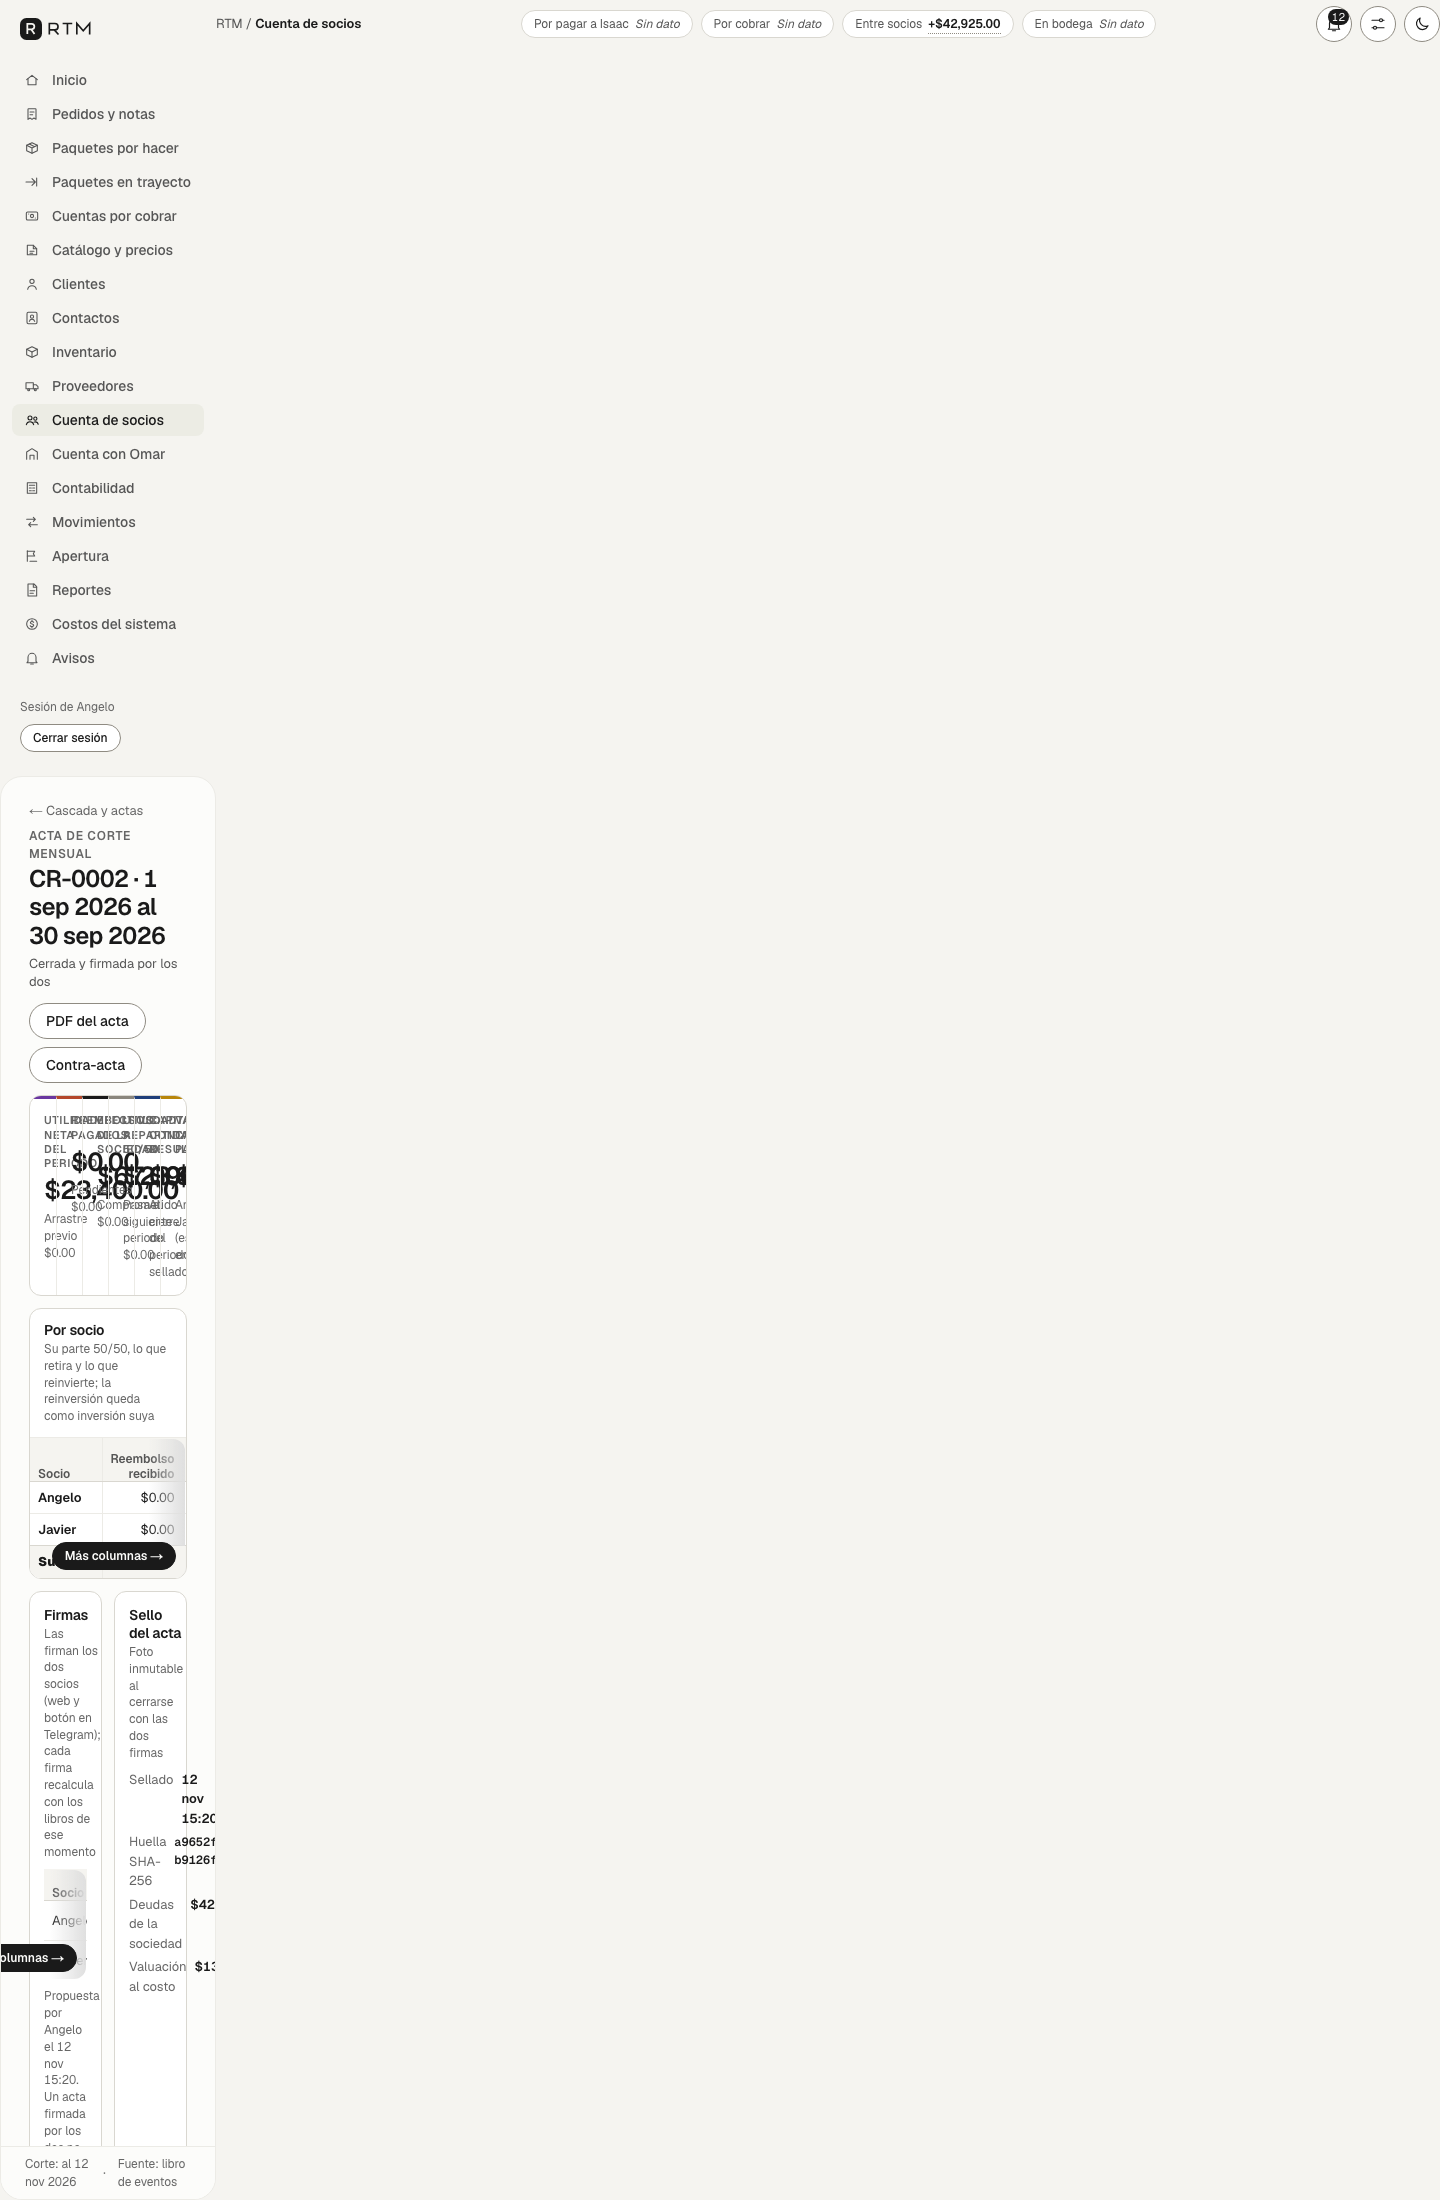 R RTM
RTM / Cuenta de socios
Por pagar a Isaac Sin dato
Por cobrar Sin dato
Entre socios +$42,925.00
En bodega Sin dato
12
Inicio
Pedidos y notas
Paquetes por hacer
Paquetes en trayecto
Cuentas por cobrar
Catálogo y precios
Clientes
Contactos
Inventario
Proveedores
Cuenta de socios
Cuenta con Omar
Contabilidad
Movimientos
Apertura
Reportes
Costos del sistema
Avisos
Sesión de Angelo
Cerrar sesión
← Cascada y actas
ACTA DE CORTE
MENSUAL
CR-0002 · 1
sep 2026 al
30 sep 2026
Cerrada y firmada por los
dos
PDF del acta
Contra-acta
NETA
DEL
$0.00
Arrastre
previo
$0.00
Por socio
Su parte 50/50, lo que
retira y lo que
reinvierte; la
reinversión queda
como inversión suya
Socio
Reembolso
recibido
Angelo $0.00
Javier $0.00
Más columnas →
Firmas
Las
firman los
dos
socios
(web y
botón en
Telegram);
cada
firma
recalcula
con los
libros de
ese
momento
Socio
Propuesta
por
Angelo
el 12
nov
15:20.
Un acta
firmada
por los
Sello
del acta
Foto
inmutable
al
cerrarse
con las
dos
firmas
Sellado 12
nov
15:20
Huella a9652f
SHA- b9126f
256
Deudas $42
de la
sociedad
Valuación $13
al costo
Corte: al 12
nov 2026
·
Fuente: libro
de eventos